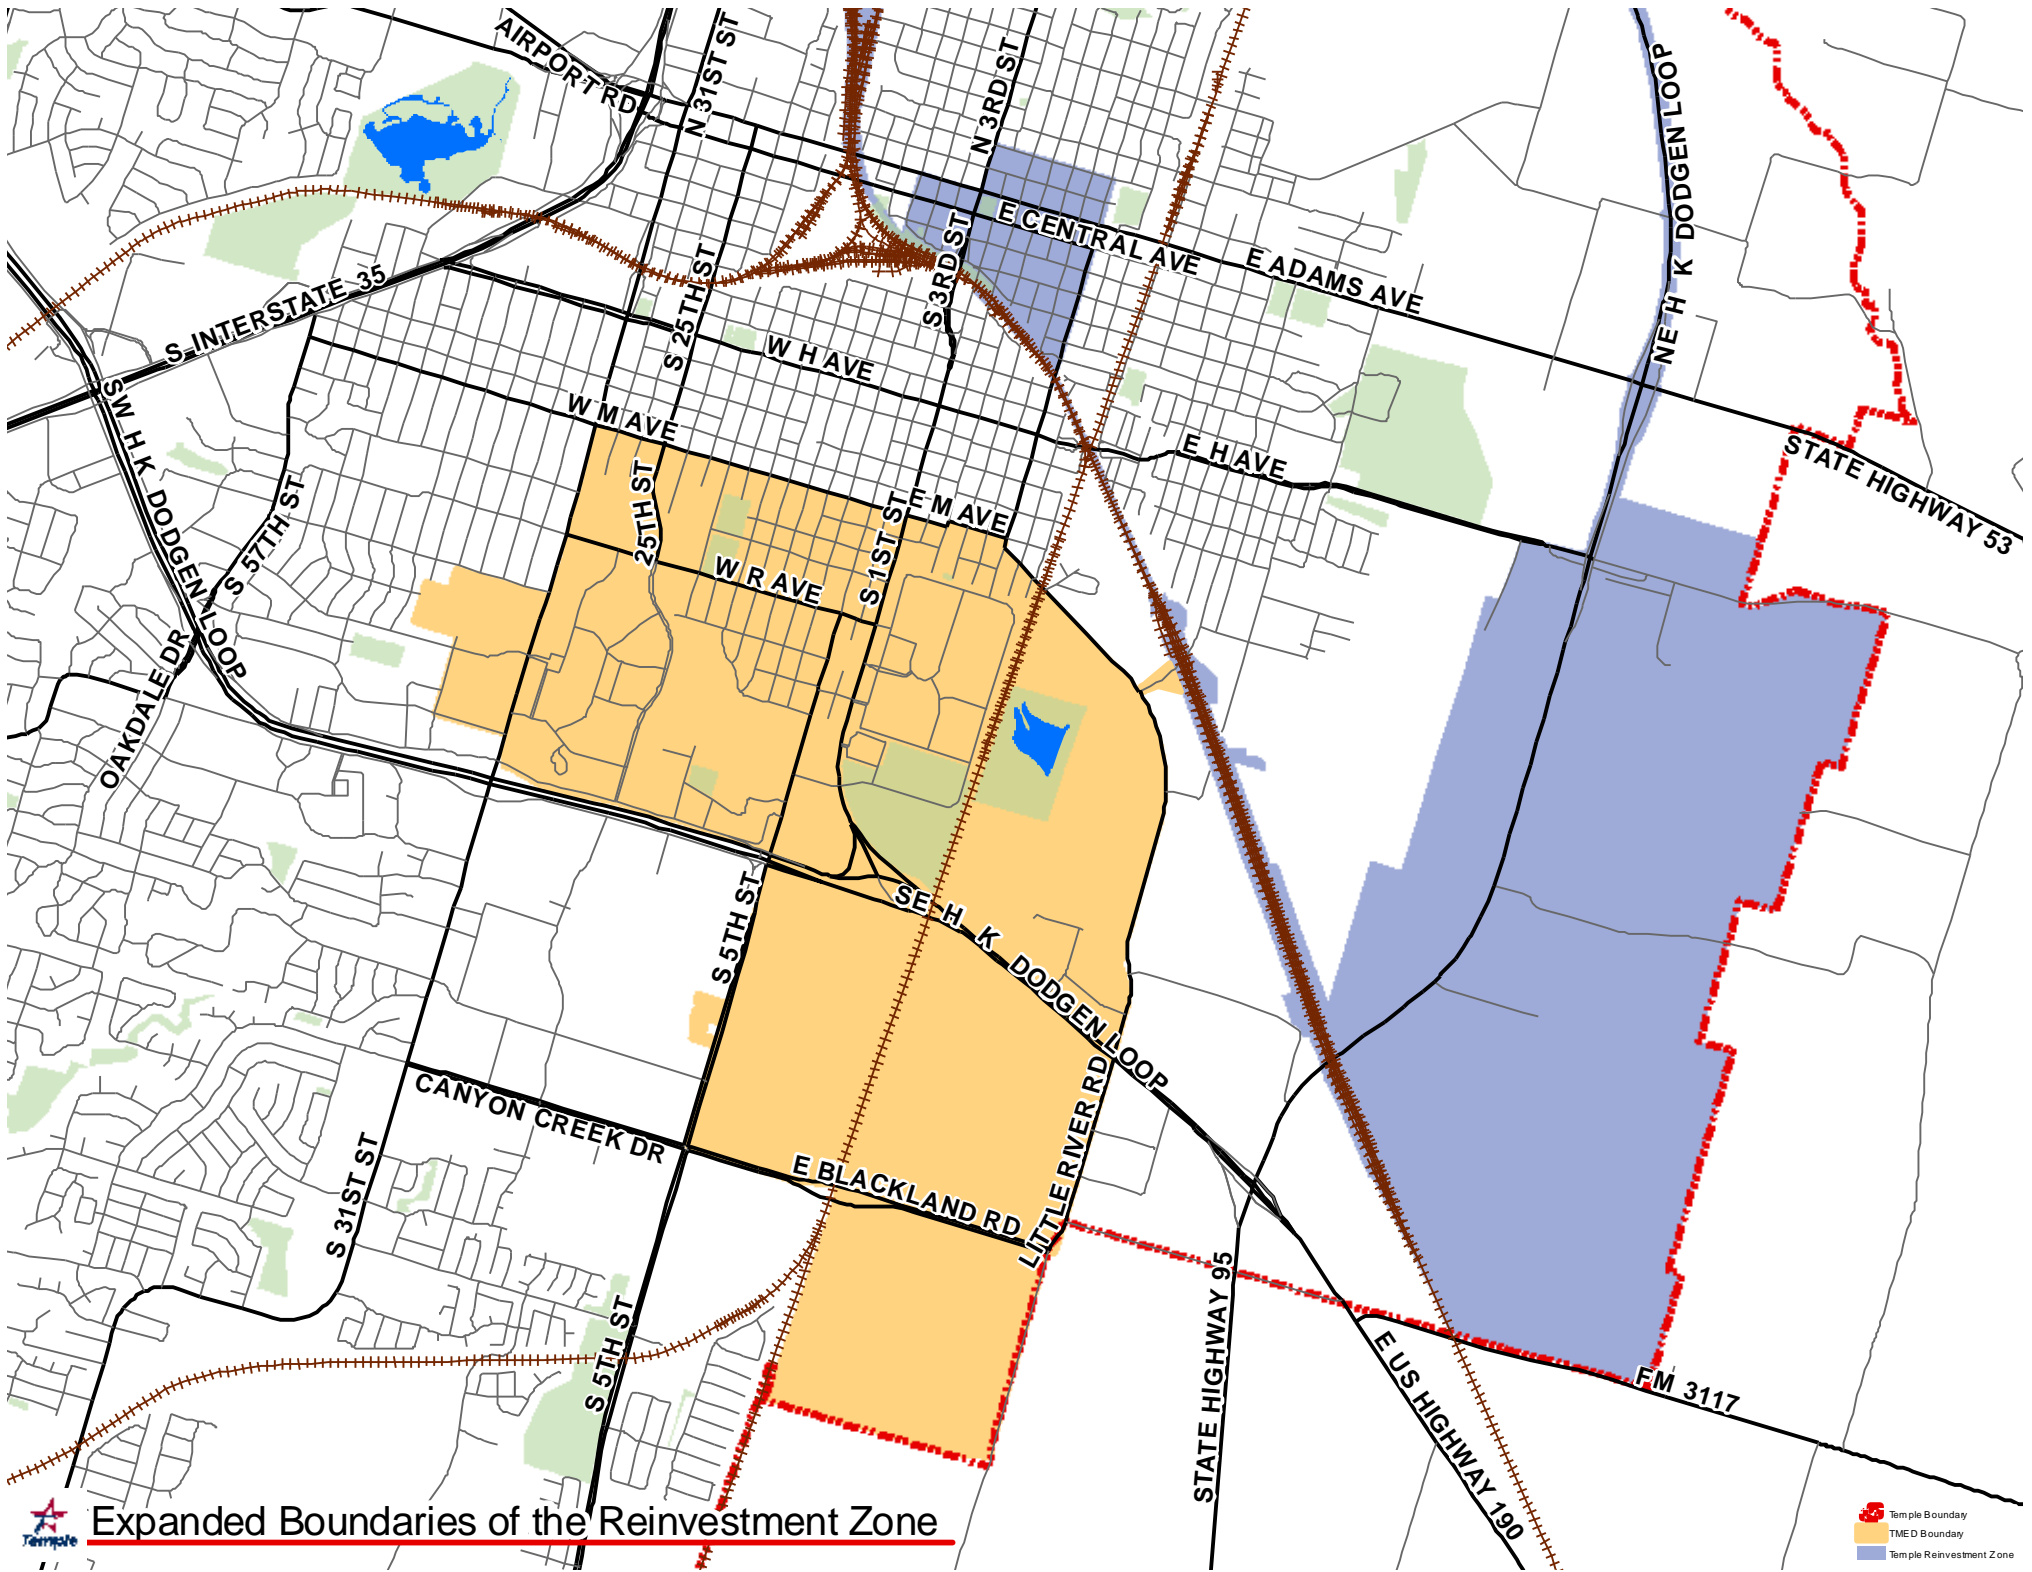 AIRPORT RD
N 31ST ST
N 3RD ST
NE H K DODGEN LOOP
E CENTRAL AVE
E ADAMS AVE
S 3RD ST
S 25TH ST
S INTERSTATE 35
W H AVE
SW H K DODGEN LOOP
W M AVE
E H AVE
STATE HIGHWAY 53
25TH ST
S 57TH ST
E M AVE
S 1ST ST
W R AVE
OAKDALE DR
S 5TH ST
SE H K DODGEN LOOP
CANYON CREEK DR
LITTLE RIVER RD
E BLACKLAND RD
S 31ST ST
S 5TH ST
STATE HIGHWAY 95
E US HIGHWAY 190
FM 3117
Temple
Expanded Boundaries of the Reinvestment Zone
Temple Boundary
TMED Boundary
Temple Reinvestment Zone